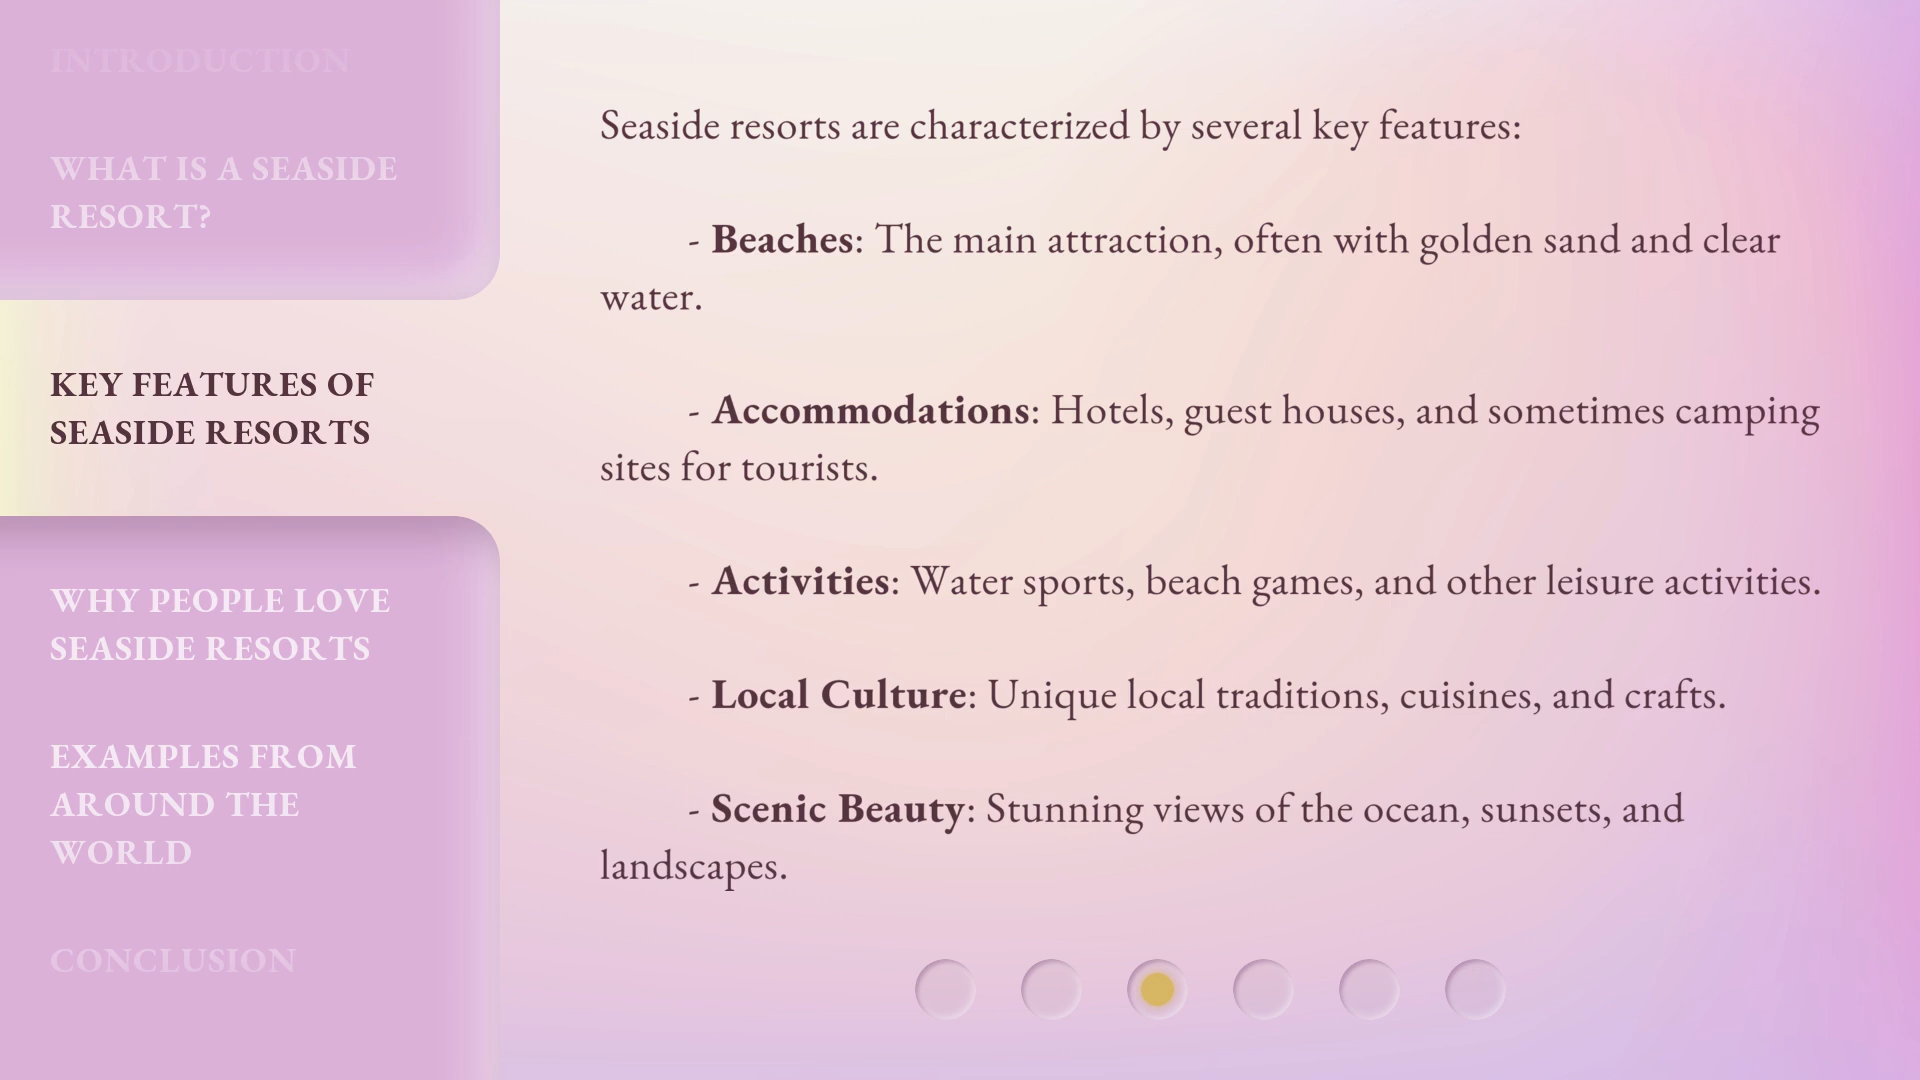 INTRODUCTION
WHAT IS A SEASIDE
RESORT?
KEY FEATURES OF
SEASIDE RESORTS
WHY PEOPLE LOVE
SEASIDE RESORTS
EXAMPLES FROM
AROUND THE
WORLD
CONCLUSION
Seaside resorts are characterized by several key features:
- Beaches: The main attraction, often with golden sand and clear
water.
- Accommodations: Hotels, guest houses, and sometimes camping
sites for tourists.
- Activities: Water sports, beach games, and other leisure activities.
- Local Culture: Unique local traditions, cuisines, and crafts.
- Scenic Beauty: Stunning views of the ocean, sunsets, and
landscapes.